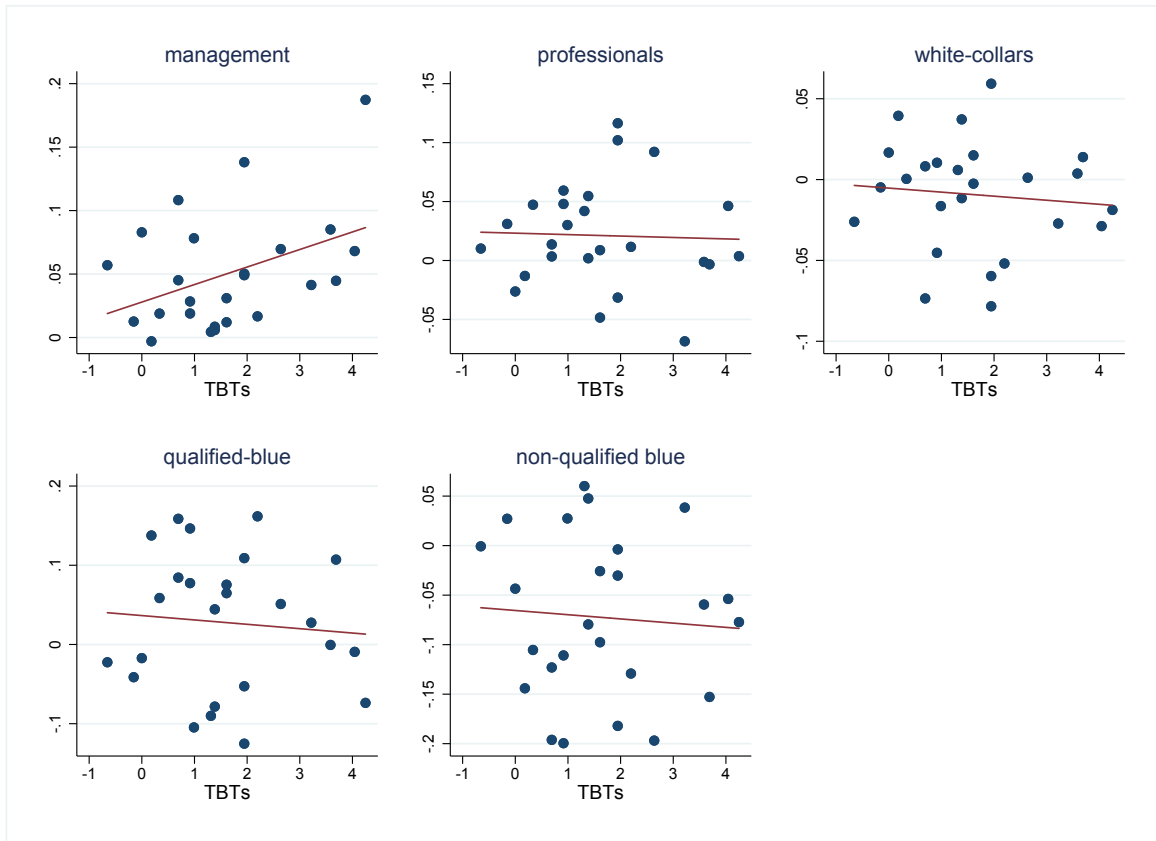 management
.2
.15
.1
.05
0
-1 0 1 2 3 4
TBTs
professionals
.15
.1
.05
0
-.05
-1 0 1 2 3 4
TBTs
white-collars
.05
0
-.05
-.1
-1 0 1 2 3 4
TBTs
qualified-blue
.2
.1
0
-.1
-1 0 1 2 3 4
TBTs
non-qualified blue
.05
0
-.05
-.1
-.15
-.2
-1 0 1 2 3 4
TBTs